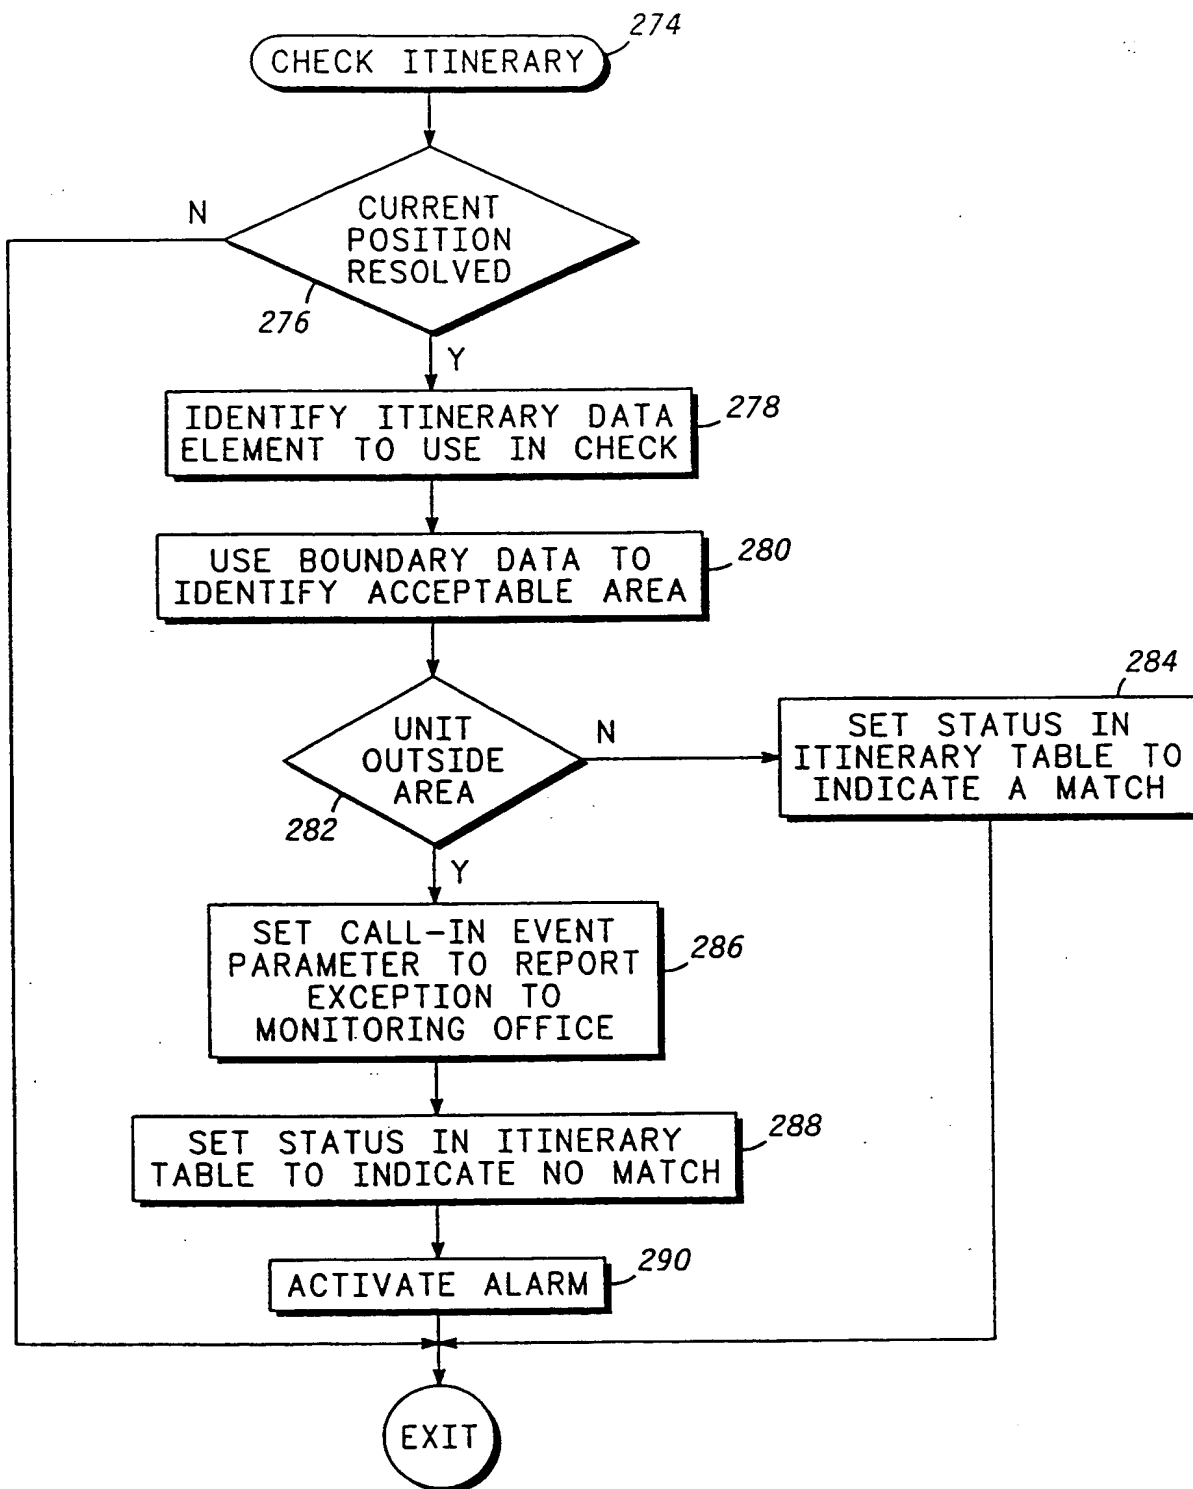 274
CHECK ITINERARY
N
CURRENT
POSITION
RESOLVED
276
Y
278
IDENTIFY ITINERARY DATA
ELEMENT TO USE IN CHECK
280
USE BOUNDARY DATA TO
IDENTIFY ACCEPTABLE AREA
UNIT
OUTSIDE
AREA
282
N
284
SET STATUS IN
ITINERARY TABLE TO
INDICATE A MATCH
Y
SET CALL-IN EVENT
PARAMETER TO REPORT
EXCEPTION TO
MONITORING OFFICE
286
SET STATUS IN ITINERARY
TABLE TO INDICATE NO MATCH
288
ACTIVATE ALARM
290
EXIT